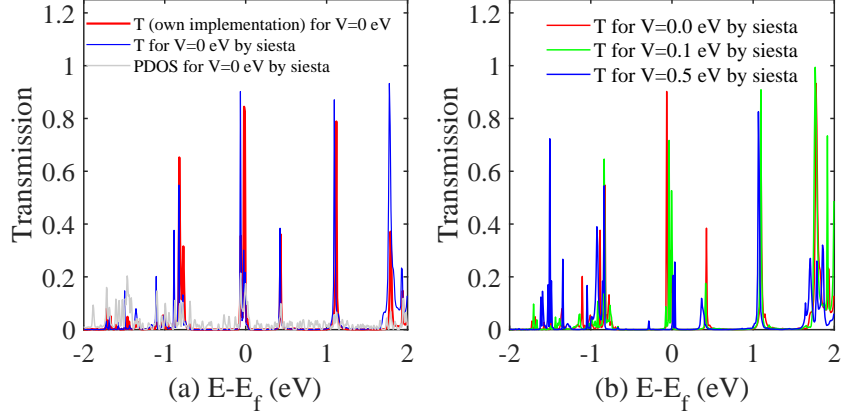 T (own implementation) for V=0 eV
T for V=0 eV by siesta
PDOS for V=0 eV by siesta
Transmission
1.2
1
0.8
0.6
0.4
0.2
0
-2
-1
0
1
2
(a) E-E_f (eV)
T for V=0.0 eV by siesta
T for V=0.1 eV by siesta
T for V=0.5 eV by siesta
Transmission
1.2
1
0.8
0.6
0.4
0.2
0
-2
-1
0
1
2
(b) E-E_f (eV)